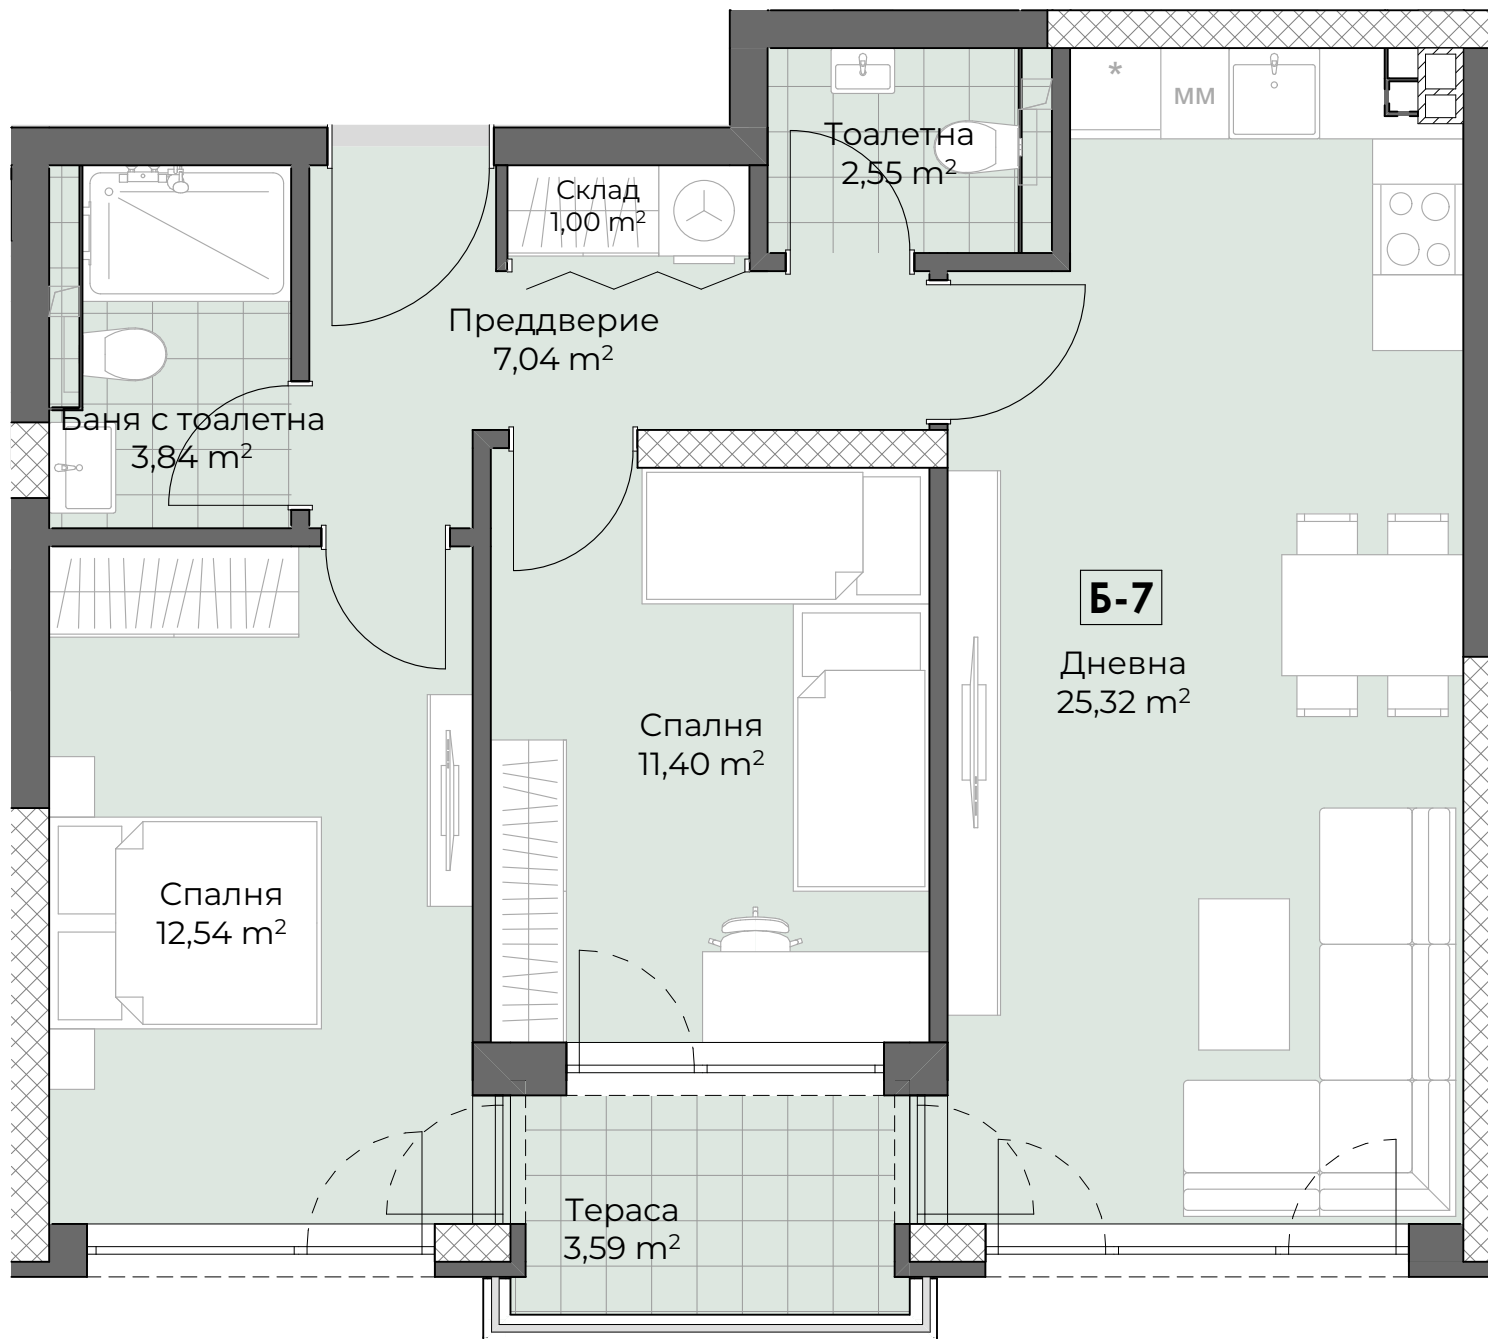 *
MM
Тоалетна
2,55 m²
Склад
1,00 m²
Преддверие
7,04 m²
Баня с тоалетна
3,84 m²
Б-7
Дневна
25,32 m²
Спалня
11,40 m²
Спалня
12,54 m²
Тераса
3,59 m²